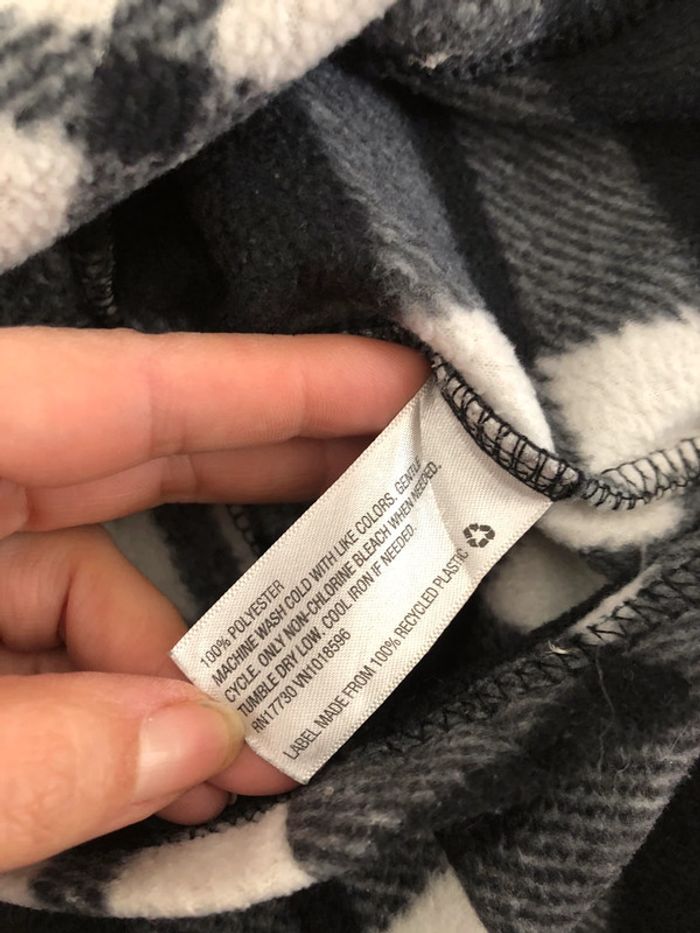 100% POLYESTER
MACHINE WASH COLD WITH LIKE COLORS. GENTLE
CYCLE. ONLY NON-CHLORINE BLEACH WHEN NEEDED.
TUMBLE DRY LOW, COOL IRON IF NEEDED.
RN17730 VN1018596
LABEL MADE FROM 100% RECYCLED PLASTIC